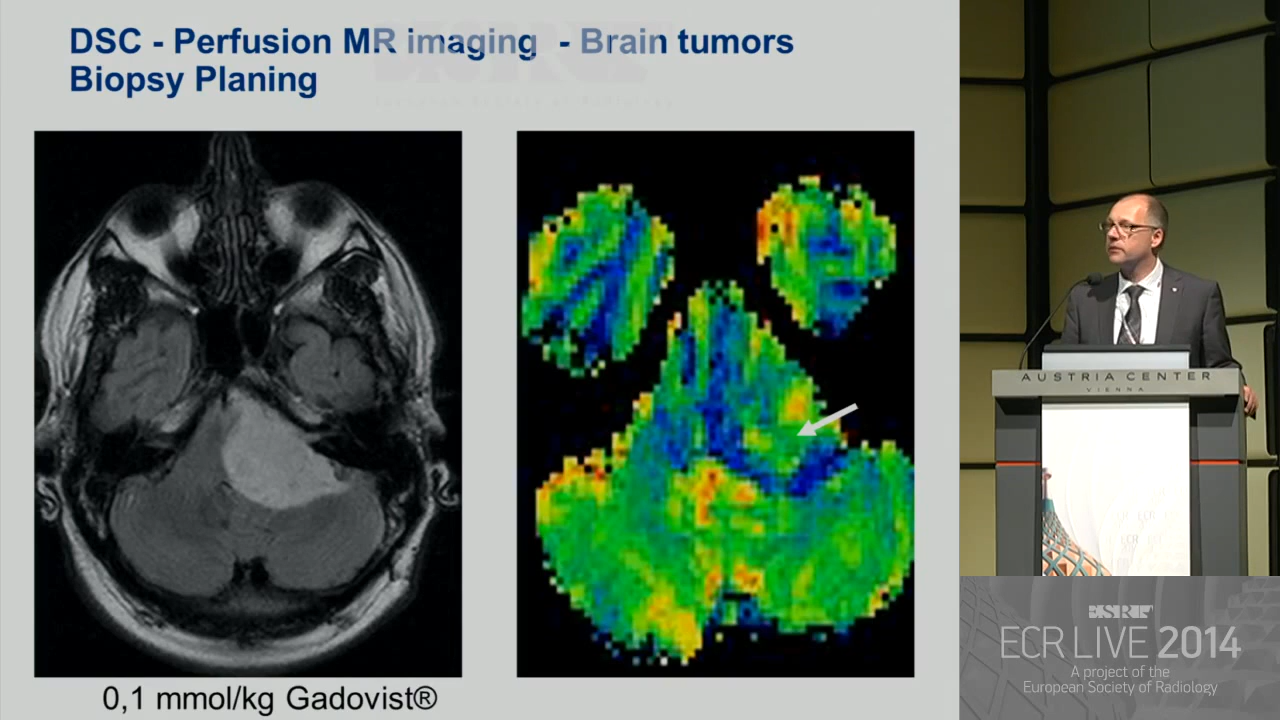 DSC - Perfusion MR imaging - Brain tumors
Biopsy Planing
0,1 mmol/kg Gadovist®
AUSTRIA CENTER
VIENNA
ECR LIVE 2014
A project of the
European Society of Radiology